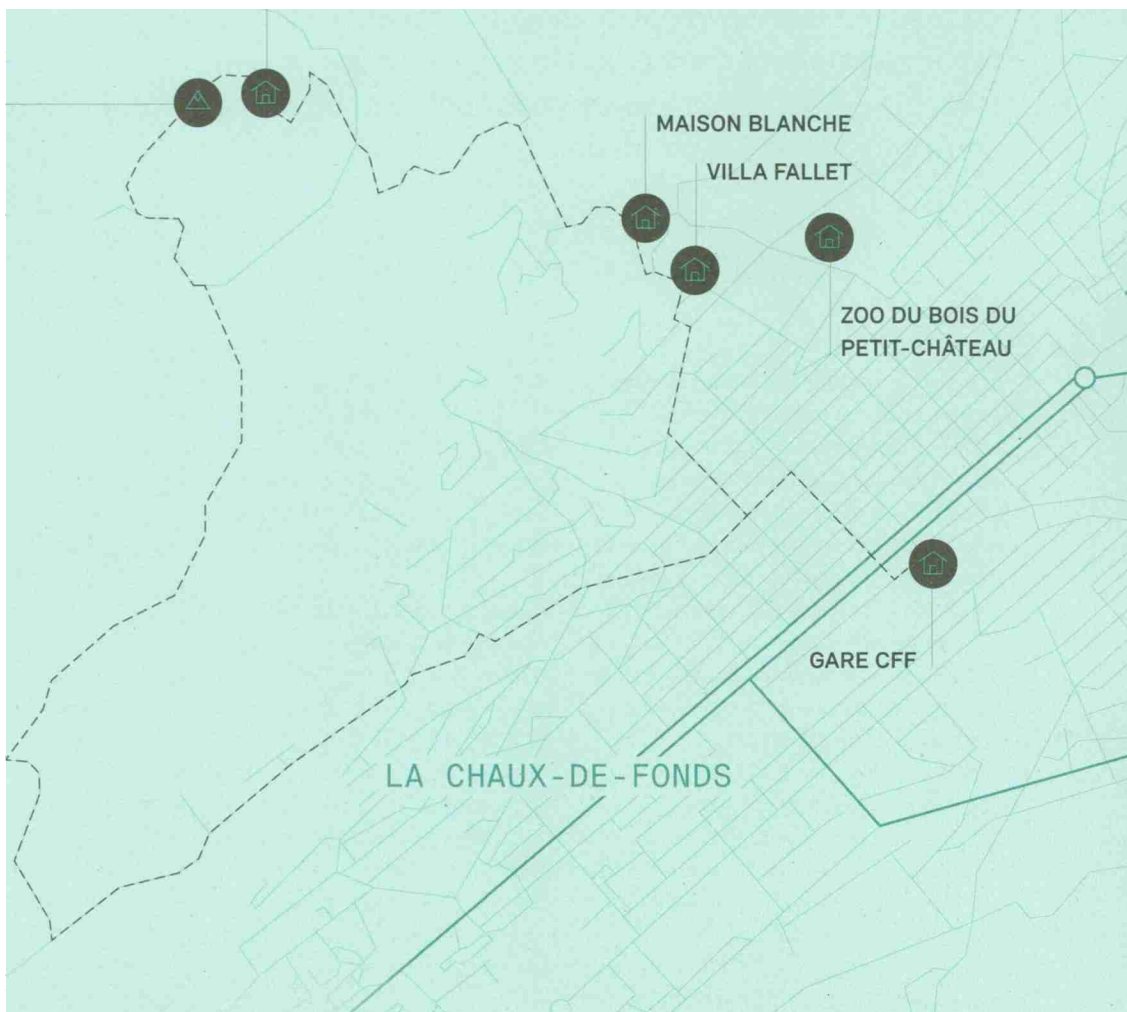 MAISON BLANCHE
VILLA FALLET
ZOO DU BOIS DU
PETIT-CHÂTEAU
GARE CFF
LA CHAUX-DE-FONDS